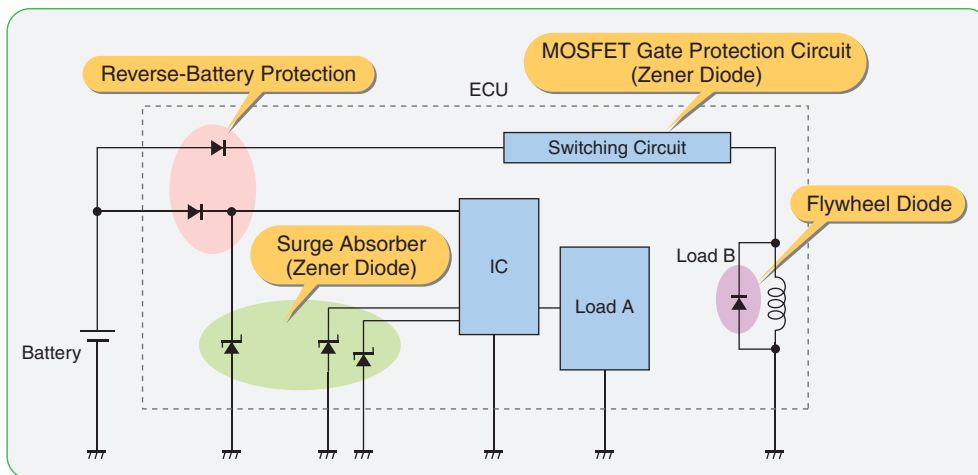 MOSFET Gate Protection Circuit
(Zener Diode)
Reverse-Battery Protection
ECU
Switching Circuit
Flywheel Diode
Surge Absorber
(Zener Diode)
IC
Load B
Load A
Battery